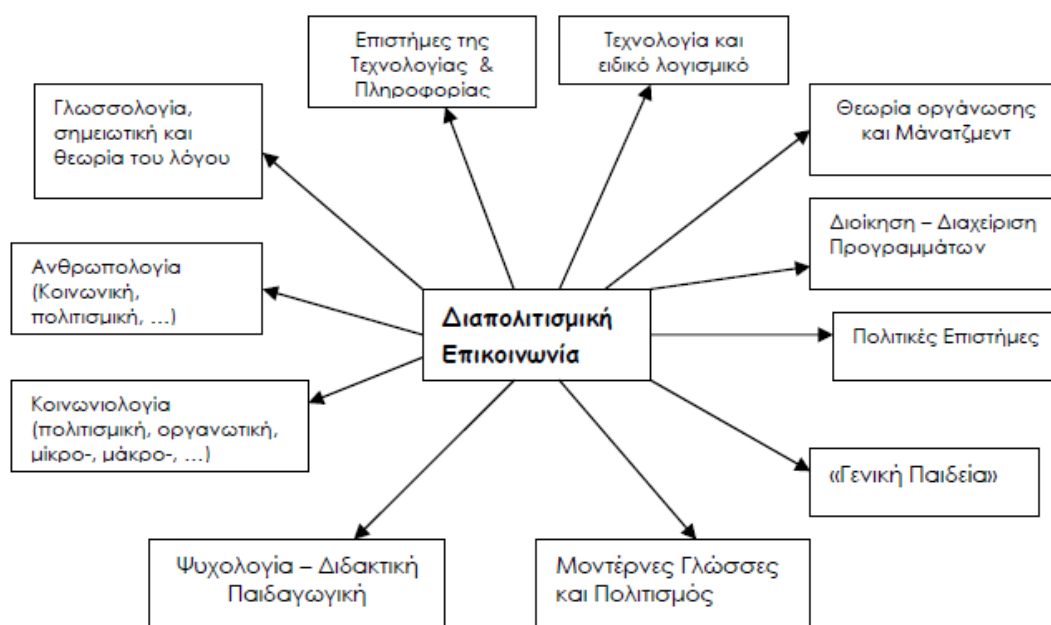 Επιστήμες της
Τεχνολογίας & 
Πληροφορίας
Τεχνολογία και
ειδικό λογισμικό
Γλωσσολογία,
σημειωτική και
θεωρία του λόγου
Θεωρία οργάνωσης
και Μάνατζμεντ
Διοίκηση – Διαχείριση
Προγραμμάτων
Ανθρωπολογία
(Κοινωνική,
πολιτισμική, …)
Διαπολιτισμική
Επικοινωνία
Πολιτικές Επιστήμες
Κοινωνιολογία
(πολιτισμική, οργανωτική,
μίκρο-, μάκρο-, …)
«Γενική Παιδεία»
Ψυχολογία – Διδακτική
Παιδαγωγική
Μοντέρνες Γλώσσες
και Πολιτισμός